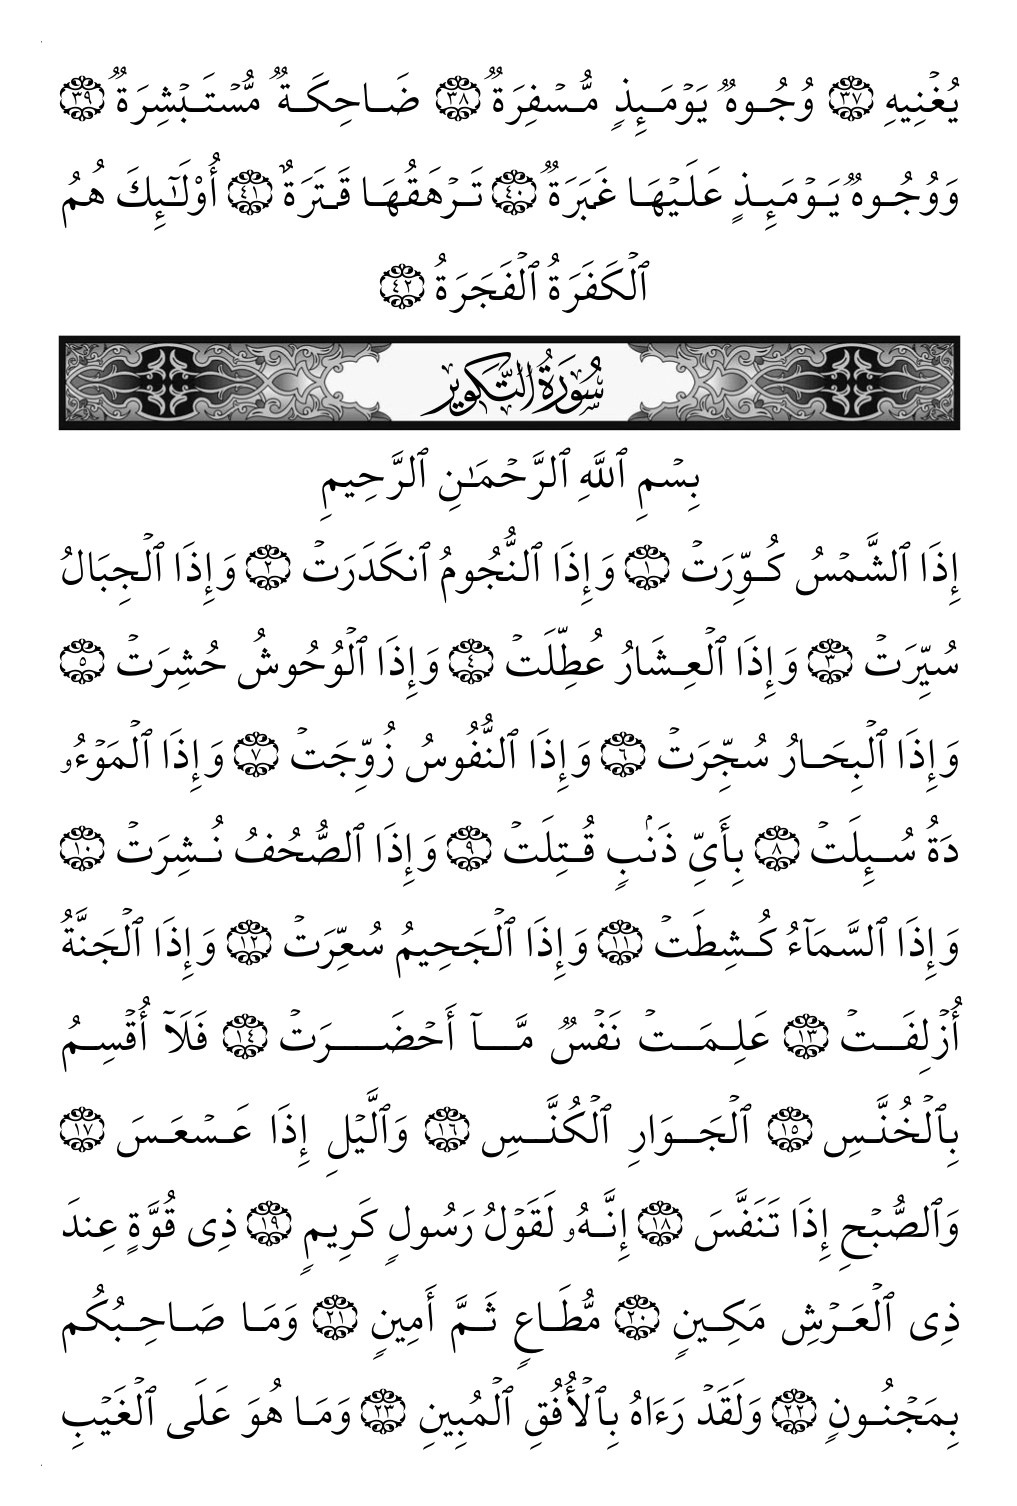 يُغْنِيهِ ٣٧ وُجُوهٌ يَوْمَئِذٍ مُّسْفِرَةٌ ٣٨ ضَاحِكَةٌ مُّسْتَبْشِرَةٌ ٣٩
وَوُجُوهٌ يَوْمَئِذٍ عَلَيْهَا غَبَرَةٌ ٤٠ تَرْهَقُهَا قَتَرَةٌ ٤١ أُوْلَٰٓئِكَ هُمُ
ٱلْكَفَرَةُ ٱلْفَجَرَةُ ٤٢
سُورَةُ التَّكوِير
بِسْمِ ٱللَّهِ ٱلرَّحْمَٰنِ ٱلرَّحِيمِ
إِذَا ٱلشَّمْسُ كُوِّرَتْ ١ وَإِذَا ٱلنُّجُومُ ٱنكَدَرَتْ ٢ وَإِذَا ٱلْجِبَالُ
سُيِّرَتْ ٣ وَإِذَا ٱلْعِشَارُ عُطِّلَتْ ٤ وَإِذَا ٱلْوُحُوشُ حُشِرَتْ ٥
وَإِذَا ٱلْبِحَارُ سُجِّرَتْ ٦ وَإِذَا ٱلنُّفُوسُ زُوِّجَتْ ٧ وَإِذَا ٱلْمَوْءُۥ
دَةُ سُئِلَتْ ٨ بِأَىِّ ذَنۢبٍ قُتِلَتْ ٩ وَإِذَا ٱلصُّحُفُ نُشِرَتْ ١٠
وَإِذَا ٱلسَّمَآءُ كُشِطَتْ ١١ وَإِذَا ٱلْجَحِيمُ سُعِّرَتْ ١٢ وَإِذَا ٱلْجَنَّةُ
أُزْلِفَتْ ١٣ عَلِمَتْ نَفْسٌ مَّآ أَحْضَرَتْ ١٤ فَلَآ أُقْسِمُ
بِٱلْخُنَّسِ ١٥ ٱلْجَوَارِ ٱلْكُنَّسِ ١٦ وَٱلَّيْلِ إِذَا عَسْعَسَ ١٧
وَٱلصُّبْحِ إِذَا تَنَفَّسَ ١٨ إِنَّهُۥ لَقَوْلُ رَسُولٍ كَرِيمٍ ١٩ ذِى قُوَّةٍ عِندَ
ذِى ٱلْعَرْشِ مَكِينٍ ٢٠ مُّطَاعٍ ثَمَّ أَمِينٍ ٢١ وَمَا صَاحِبُكُم
بِمَجْنُونٍ ٢٢ وَلَقَدْ رَءَاهُ بِٱلْأُفُقِ ٱلْمُبِينِ ٢٣ وَمَا هُوَ عَلَى ٱلْغَيْبِ